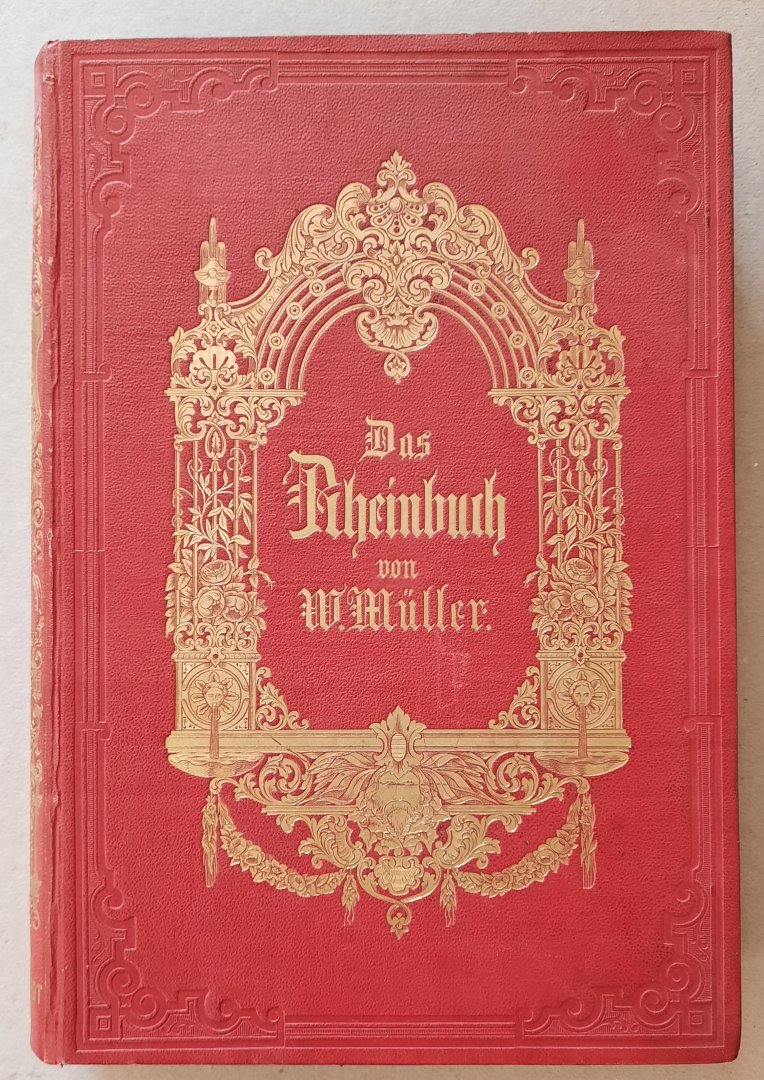 Das
Rheinbuch
von
W. Müller.